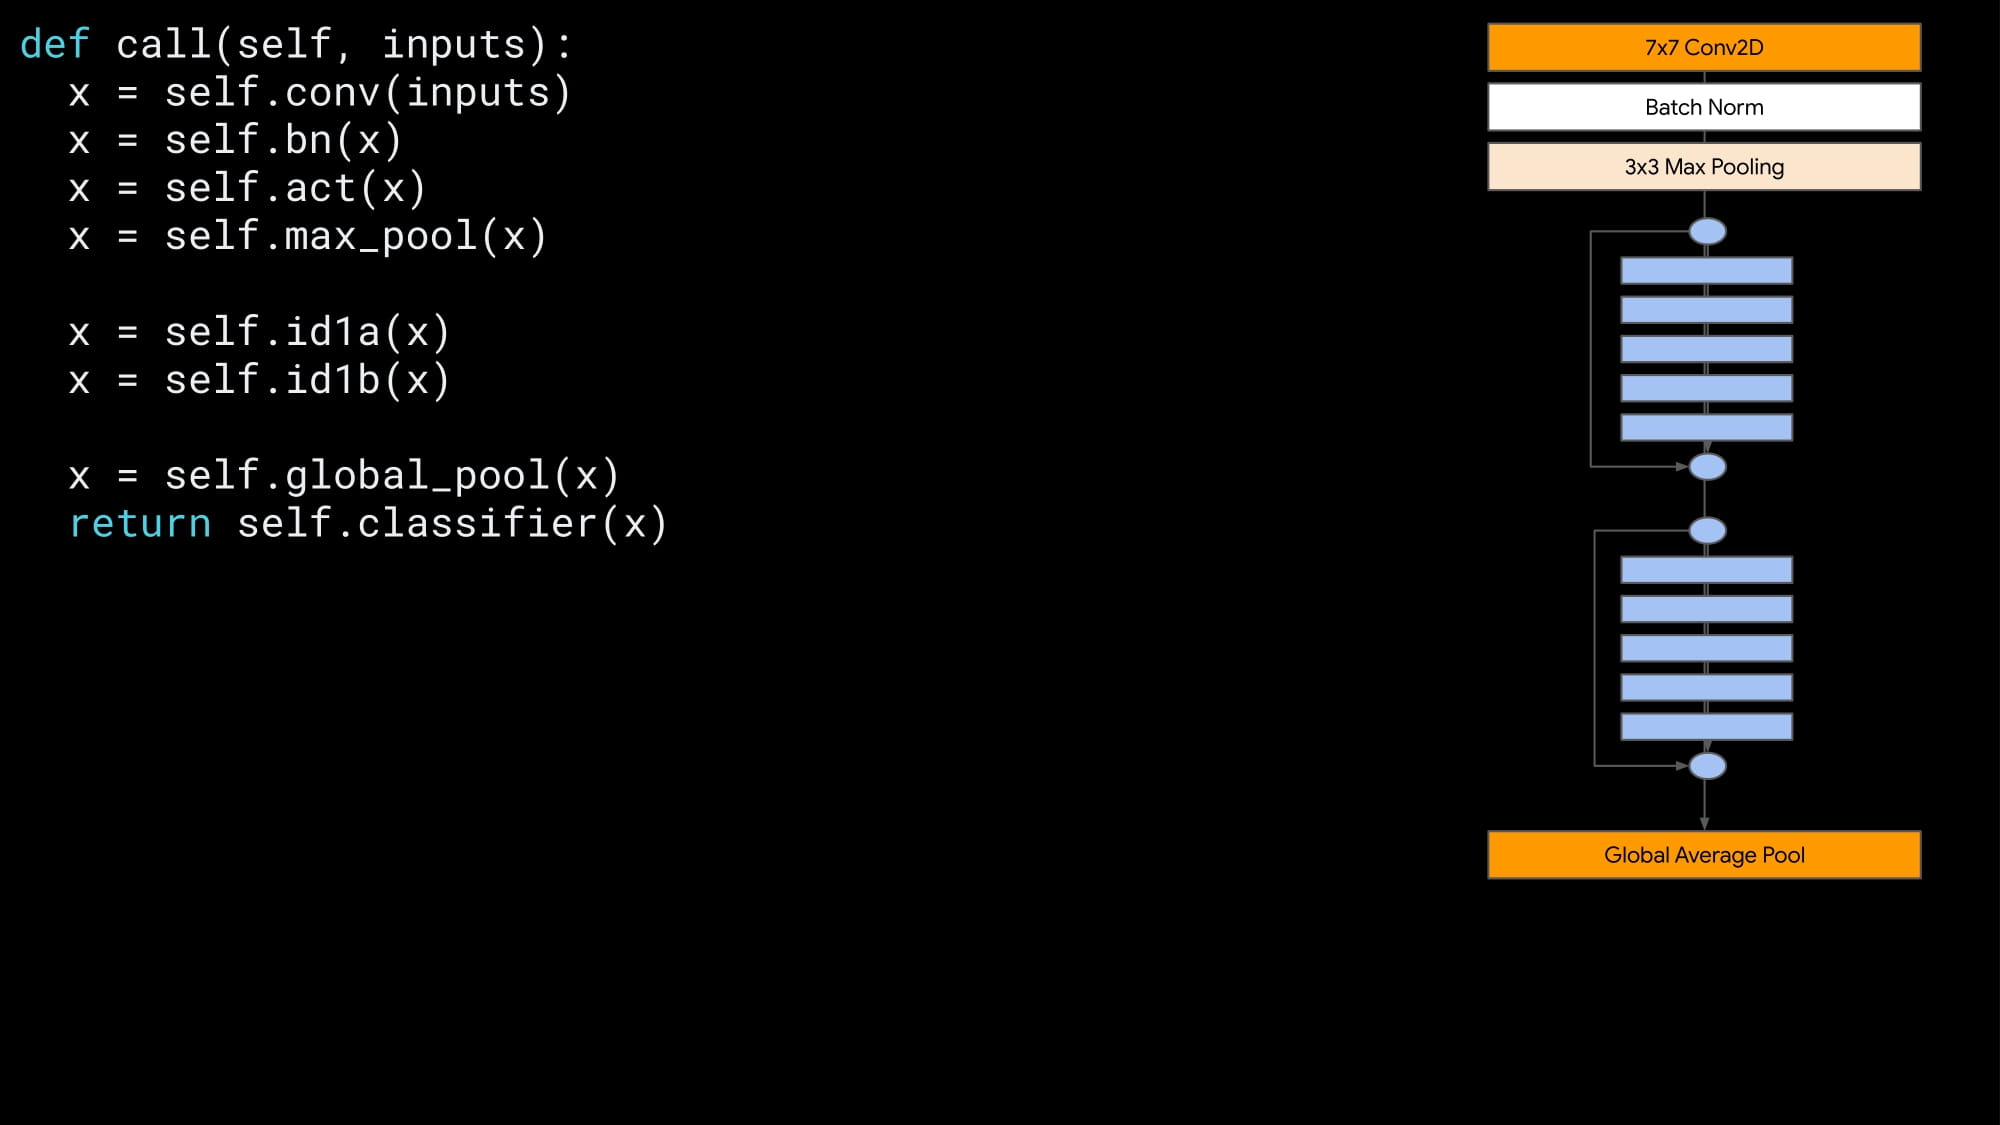 def call(self, inputs):
  x = self.conv(inputs)
  x = self.bn(x)
  x = self.act(x)
  x = self.max_pool(x)
  x = self.id1a(x)
  x = self.id1b(x)
  x = self.global_pool(x)
  return self.classifier(x)
7x7 Conv2D
Batch Norm
3x3 Max Pooling
Global Average Pool